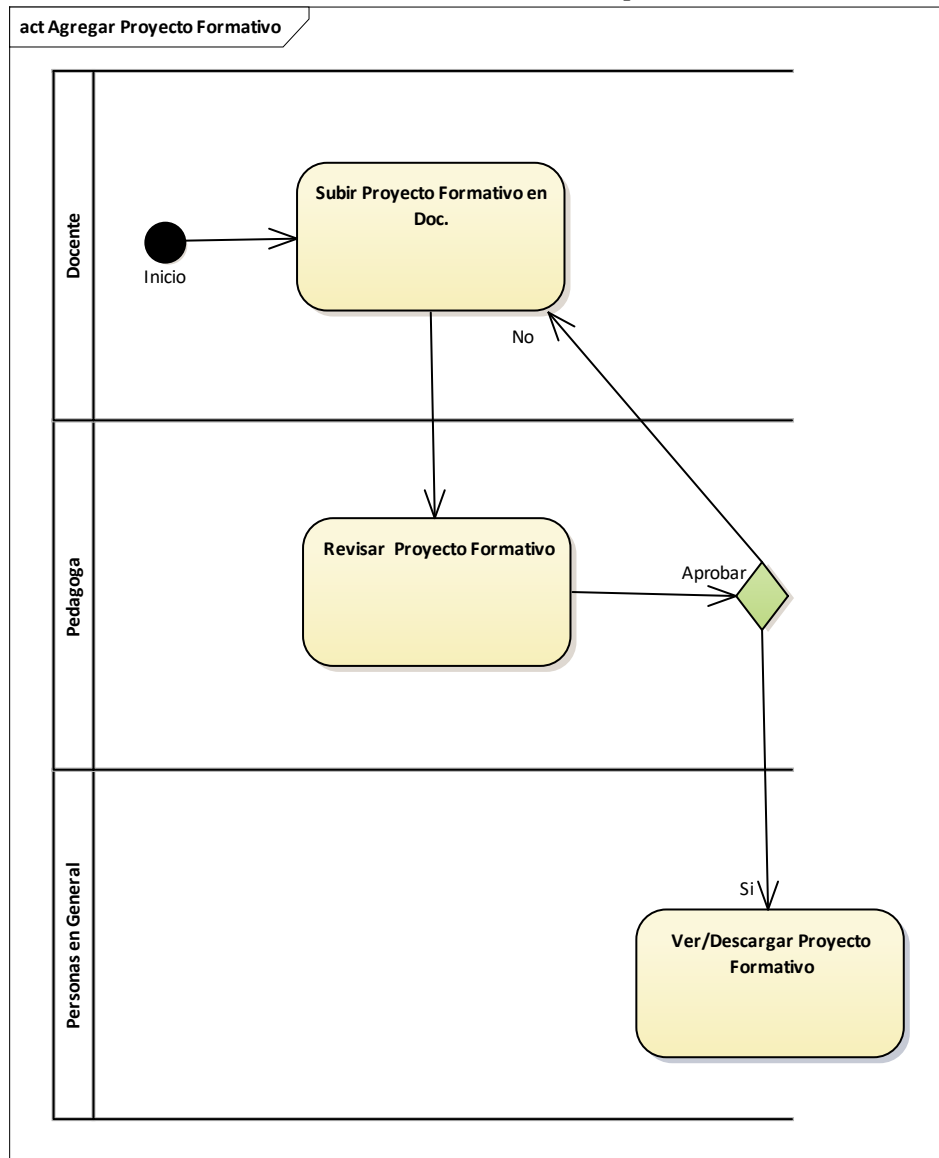 act Agregar Proyecto Formativo
Docente
Subir Proyecto Formativo en
Doc.
Inicio
No
Pedagoga
Revisar  Proyecto Formativo
Aprobar
Personas en General
Si
Ver/Descargar Proyecto
Formativo